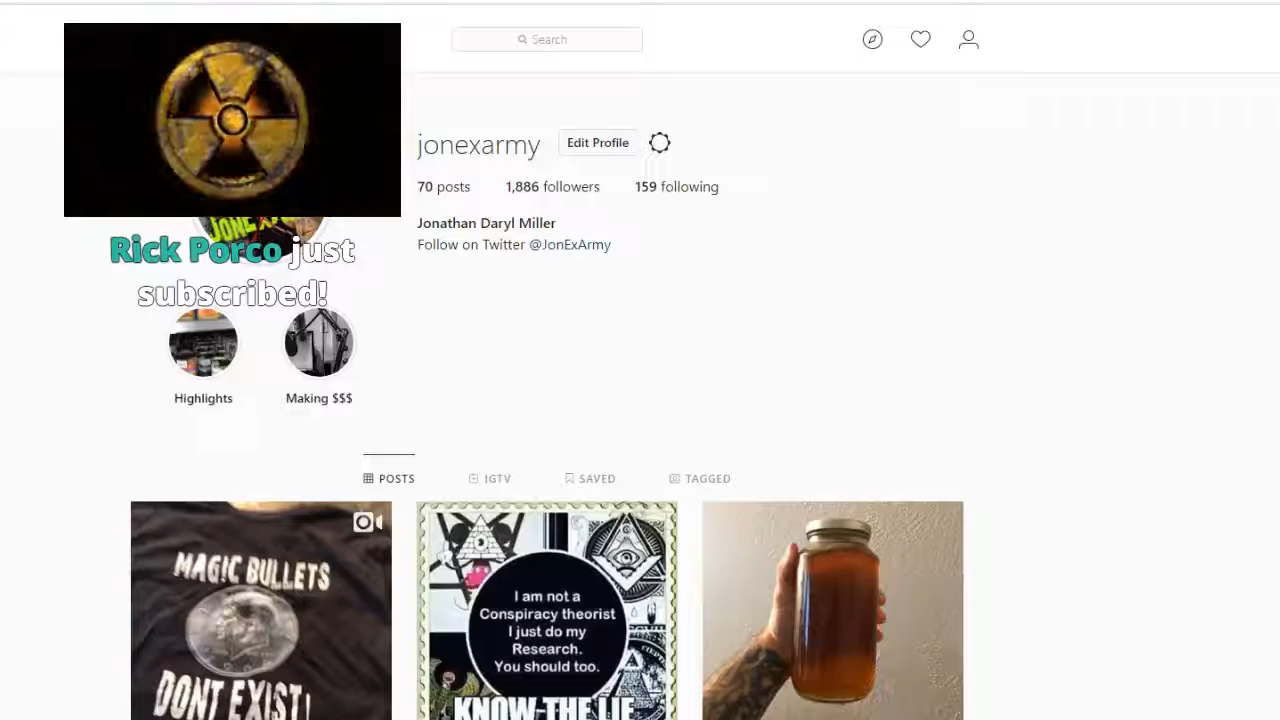 Search
jonexarmy
Edit Profile
70 posts 1,886 followers 159 following
Jonathan Daryl Miller
Follow on Twitter @JonExArmy
Rick Porco just
subscribed!
Highlights
Making $$$
POSTS
IGTV
SAVED
TAGGED
MAGIC BULLETS
DONT EXIST!
I am not a
Conspiracy theorist
I just do my
Research.
You should too.
KNOW-THE LIE